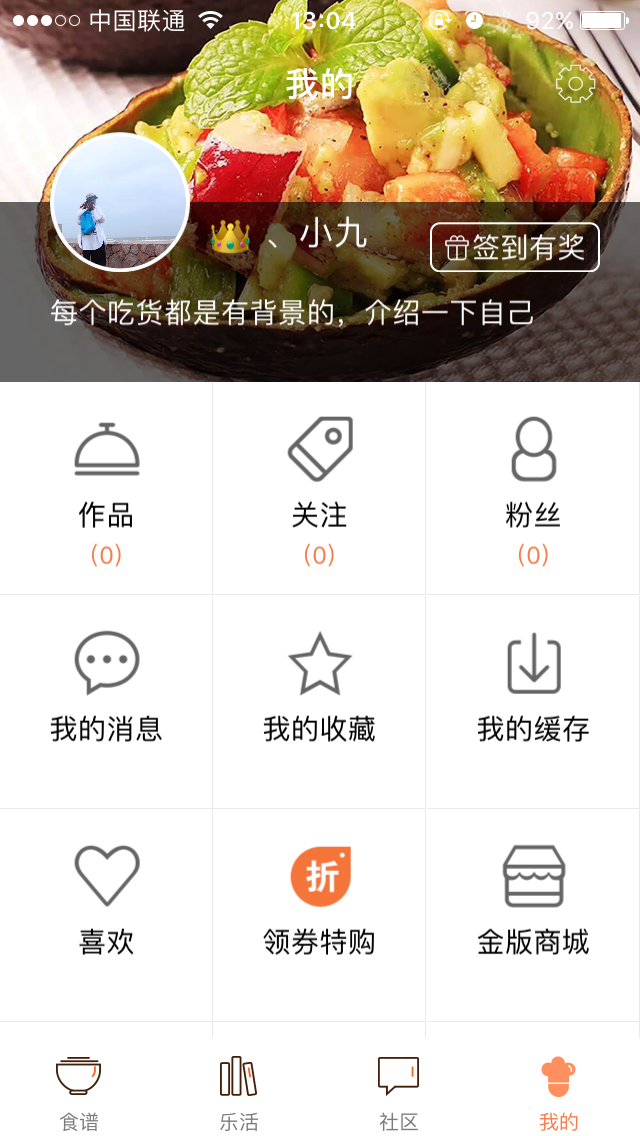 中国联通 13:04 92%
我的
、小九
签到有奖
每个吃货都是有背景的，介绍一下自己
作品 关注 粉丝
(0) (0) (0)
我的消息 我的收藏 我的缓存
折
喜欢 领券特购 金版商城
食谱 乐活 社区 我的